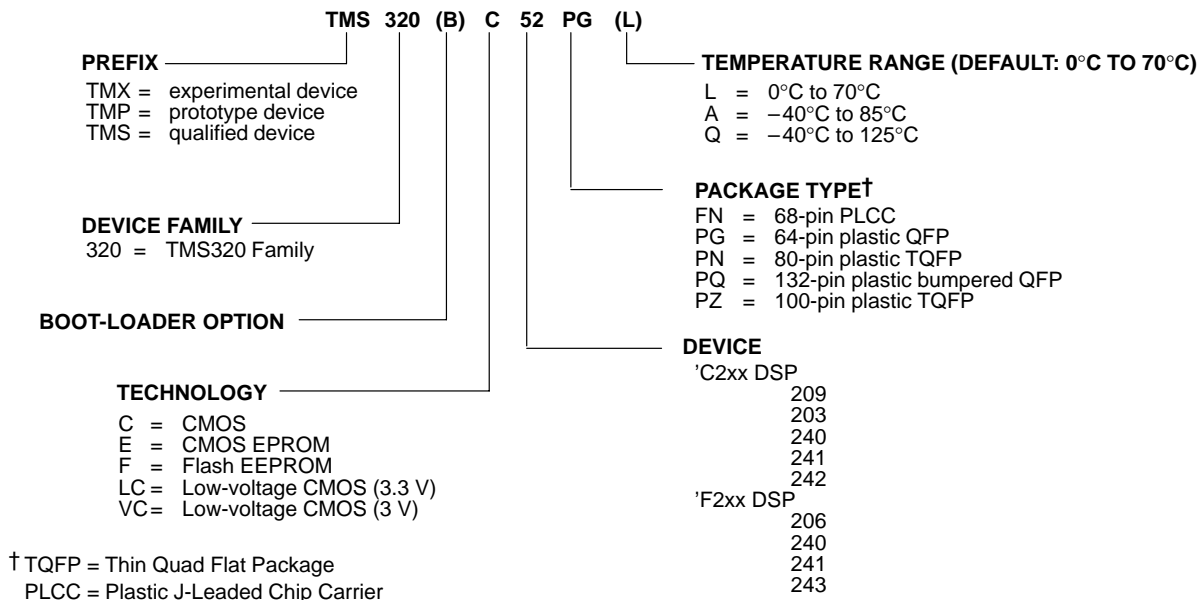 TMS 320 (B) C 52 PG (L)
PREFIX
TMX = experimental device
TMP = prototype device
TMS = qualified device
DEVICE FAMILY
320 = TMS320 Family
BOOT-LOADER OPTION
TECHNOLOGY
C = CMOS
E = CMOS EPROM
F = Flash EEPROM
LC = Low-voltage CMOS (3.3 V)
VC = Low-voltage CMOS (3 V)
TEMPERATURE RANGE (DEFAULT: 0°C TO 70°C)
L = 0°C to 70°C
A = –40°C to 85°C
Q = –40°C to 125°C
PACKAGE TYPE†
FN = 68-pin PLCC
PG = 64-pin plastic QFP
PN = 80-pin plastic TQFP
PQ = 132-pin plastic bumpered QFP
PZ = 100-pin plastic TQFP
DEVICE
’C2xx DSP
209
203
240
241
242
’F2xx DSP
206
240
241
243
† TQFP = Thin Quad Flat Package
PLCC = Plastic J-Leaded Chip Carrier